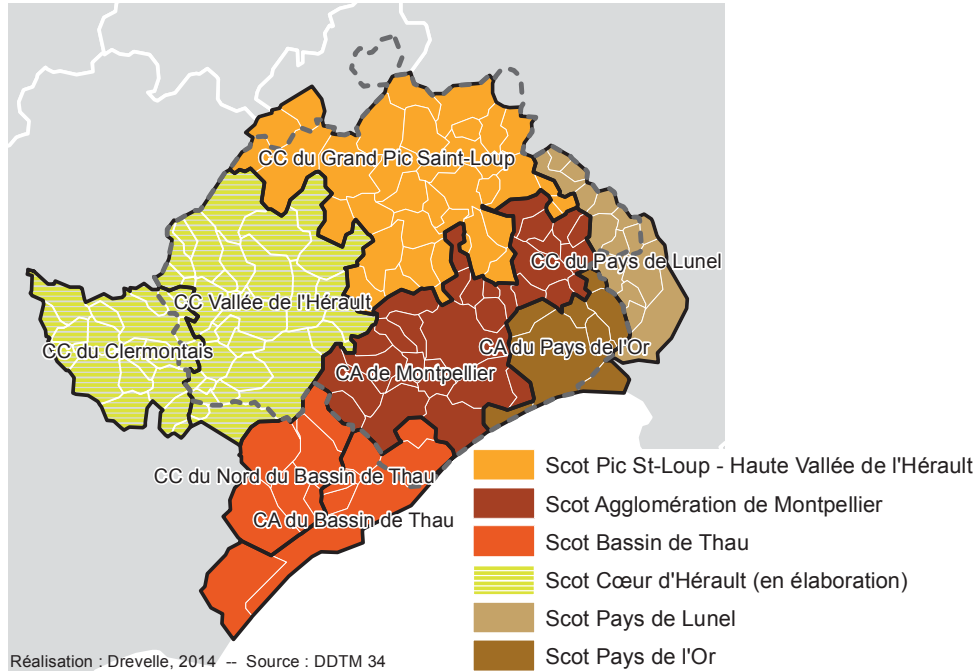 CC du Grand Pic Saint-Loup
CC du Pays de Lunel
CC Vallée de l'Hérault
CC du Clermontais
CA du Pays de l'Or
CA de Montpellier
CC du Nord du Bassin de Thau
CA du Bassin de Thau
Scot Pic St-Loup - Haute Vallée de l'Hérault
Scot Agglomération de Montpellier
Scot Bassin de Thau
Scot Cœur d'Hérault (en élaboration)
Scot Pays de Lunel
Scot Pays de l'Or
Réalisation : Drevelle, 2014 -- Source : DDTM 34